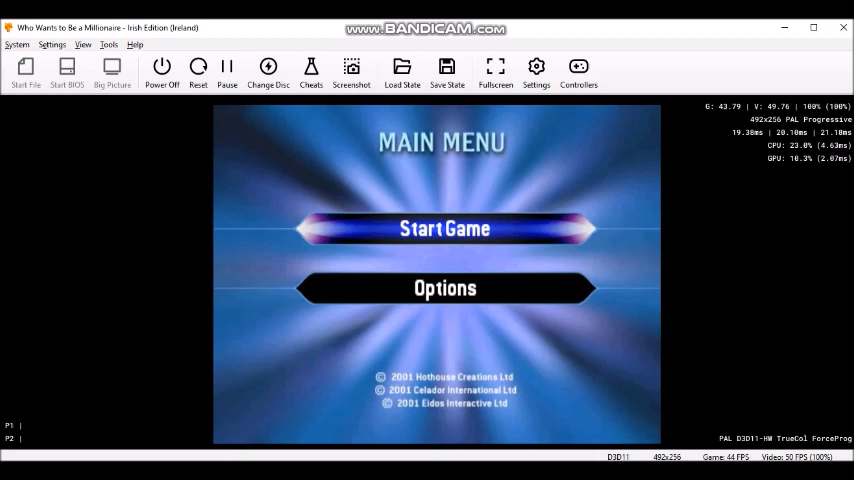 Who Wants to Be a Millionaire - Irish Edition (Ireland)
www.BANDICAM.com
System Settings View Tools Help
Start File Start BIOS Big Picture Power Off Reset Pause Change Disc Cheats Screenshot Load State Save State Fullscreen Settings Controllers
G: 43.79 | V: 49.76 | 100% (100%)
492x256 PAL Progressive
19.38ms | 20.10ms | 21.18ms
CPU: 23.0% (4.63ms)
GPU: 10.3% (2.07ms)
MAIN MENU
Start Game
Options
© 2001 Hothouse Creations Ltd
© 2001 Celador International Ltd
© 2001 Eidos Interactive Ltd
P1 |
P2 |
PAL D3D11-HW TrueCol ForceProg
D3D11 492x256 Game: 44 FPS Video: 50 FPS (100%)